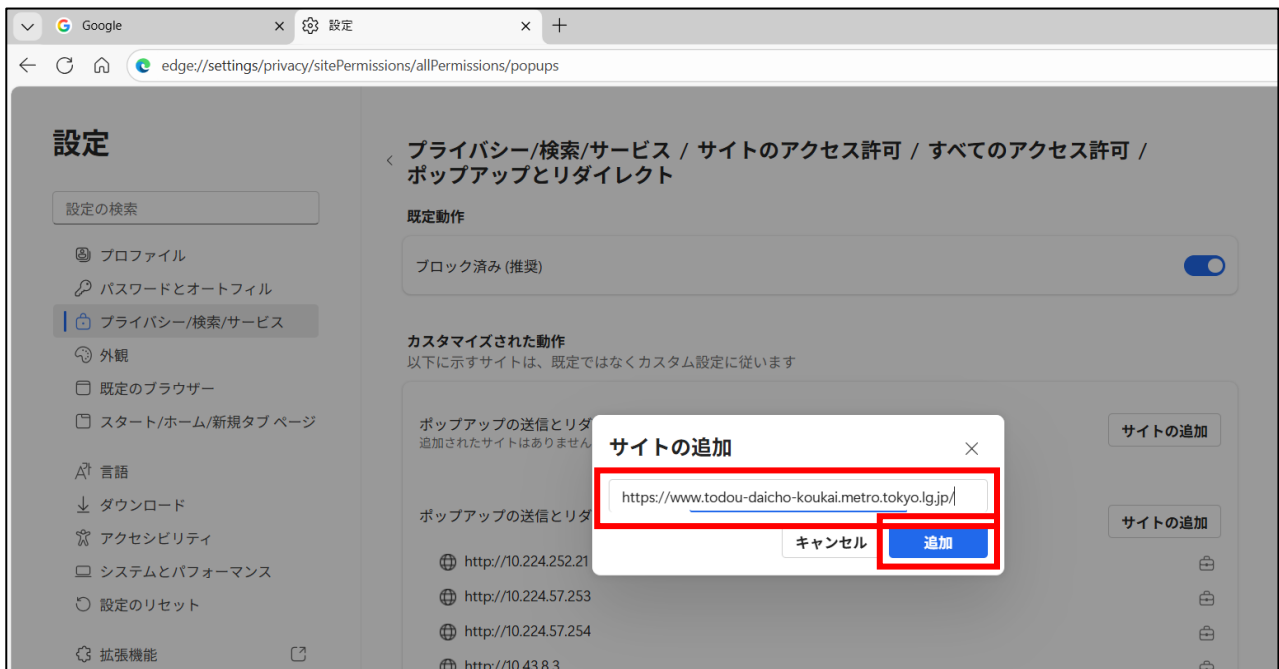 Google
設定
edge://settings/privacy/sitePermissions/allPermissions/popups
設定
設定の検索
プロファイル
パスワードとオートフィル
プライバシー/検索/サービス
外観
既定のブラウザー
スタート/ホーム/新規タブ ページ
言語
ダウンロード
アクセシビリティ
システムとパフォーマンス
設定のリセット
拡張機能
プライバシー/検索/サービス / サイトのアクセス許可 / すべてのアクセス許可 /
ポップアップとリダイレクト
既定動作
ブロック済み (推奨)
カスタマイズされた動作
以下に示すサイトは、既定ではなくカスタム設定に従います
ポップアップの送信とリダ
追加されたサイトはありません
サイトの追加
サイトの追加
https://www.todou-daicho-koukai.metro.tokyo.lg.jp/
キャンセル
追加
ポップアップの送信とリダ
サイトの追加
http://10.224.252.21
http://10.224.57.253
http://10.224.57.254
http://10.43.8.3